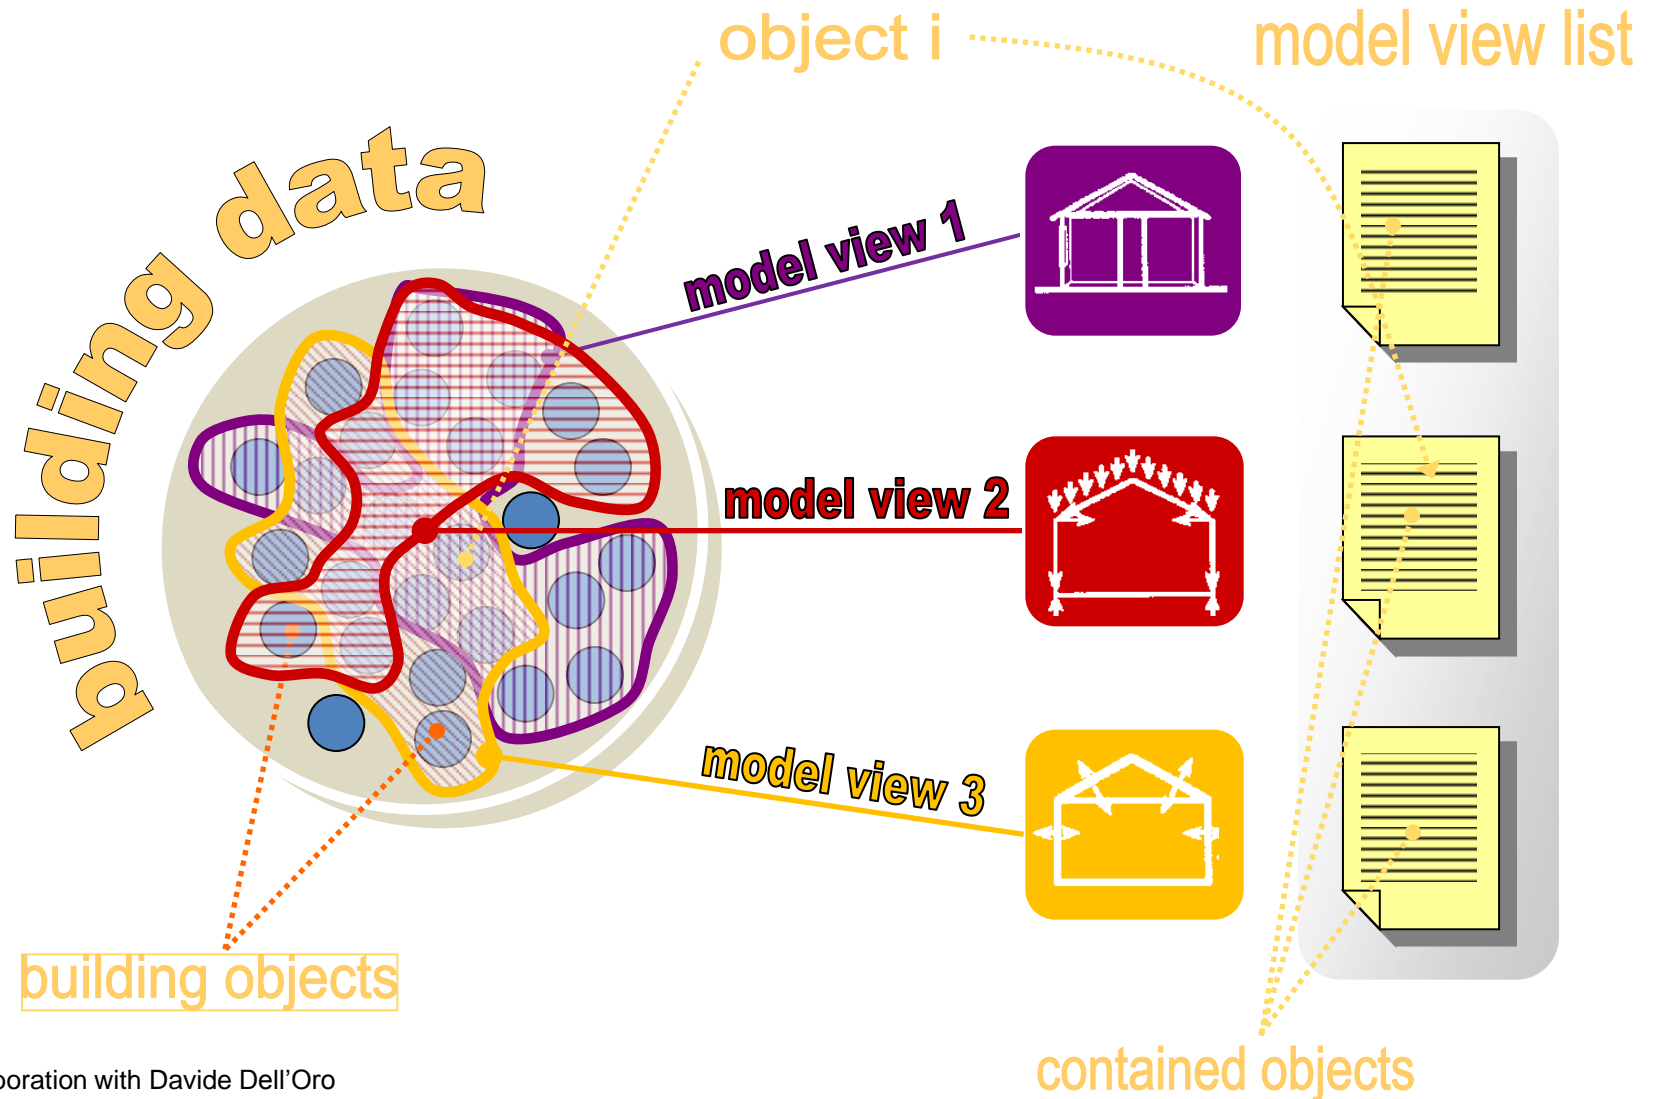 object i
model view list
building data
model view 1
model view 2
model view 3
building objects
contained objects
with Davide Dell'Oro